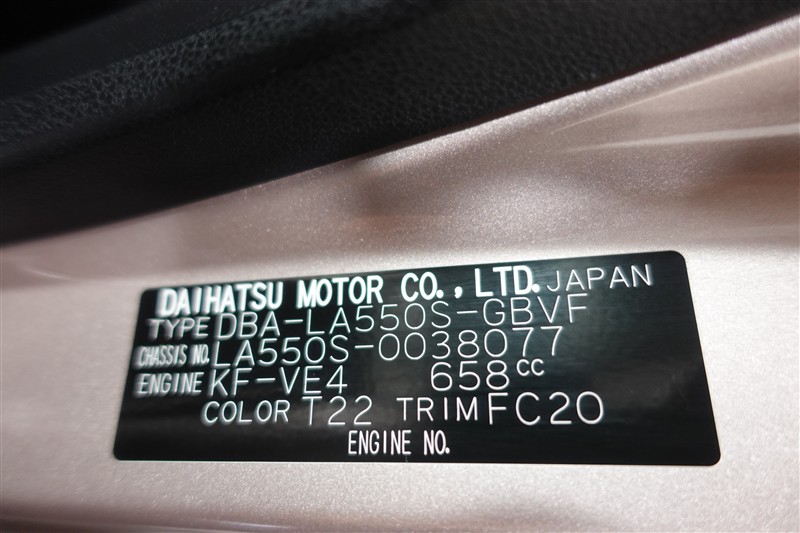 DAIHATSU MOTOR CO., LTD. JAPAN
TYPE DBA-LA550S-GBVF
CHASSIS NO. LA550S-0038077
ENGINE KF-VE4 658cc
COLOR T22 TRIM FC20
ENGINE NO.